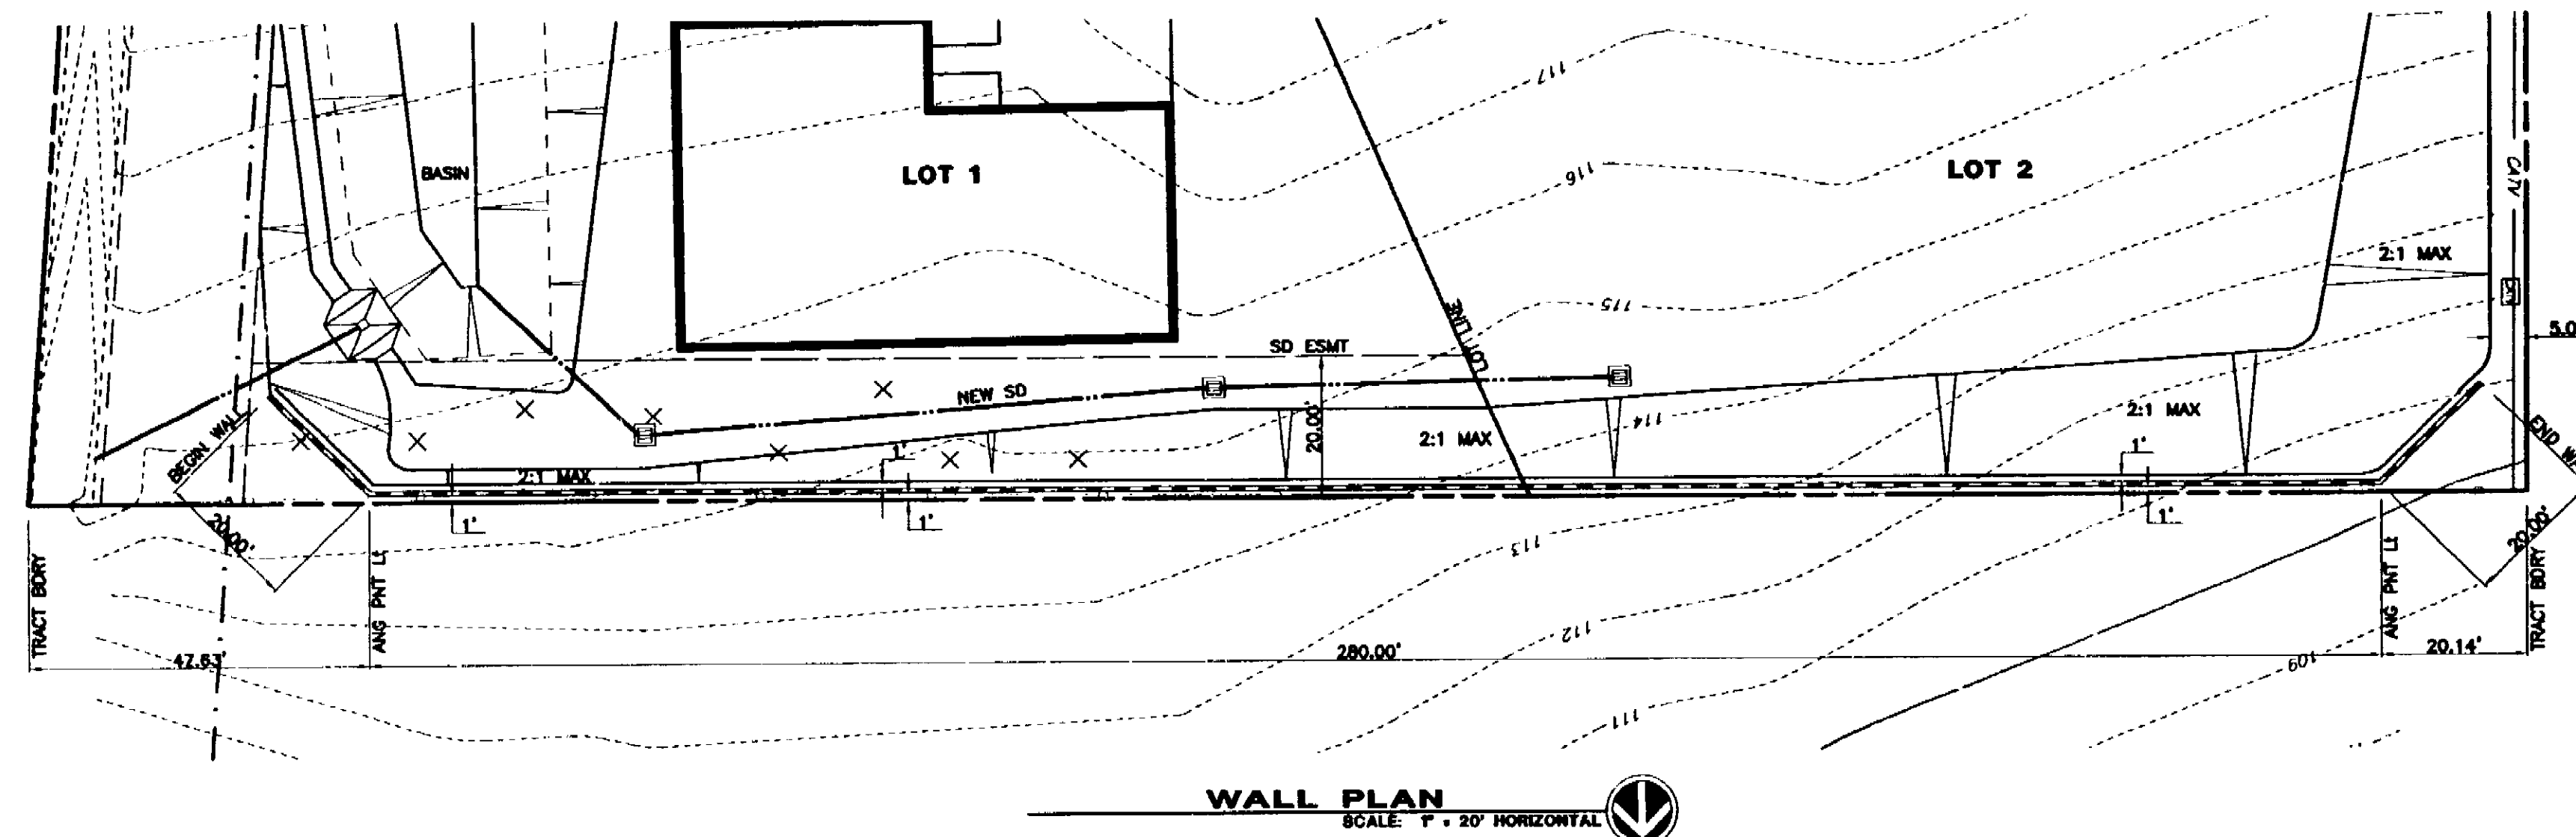 117
BASIN
LOT 1
116
LOT 2
CATV
2:1 MAX
115
LOT LINE
SD ESMT
5.0
NEW SD
20.00'
114
2:1 MAX
2:1 MAX
BEGIN WALL
END WA
1'
1'
2:1 MAX
1'
1'
1'
20.00'
20.00'
113
TRACT BDRY
ANG PNT Lt
ANG PNT Lt
TRACT BDRY
112
47.63'
280.00'
20.14'
109
111
WALL PLAN
SCALE: 1" = 20' HORIZONTAL